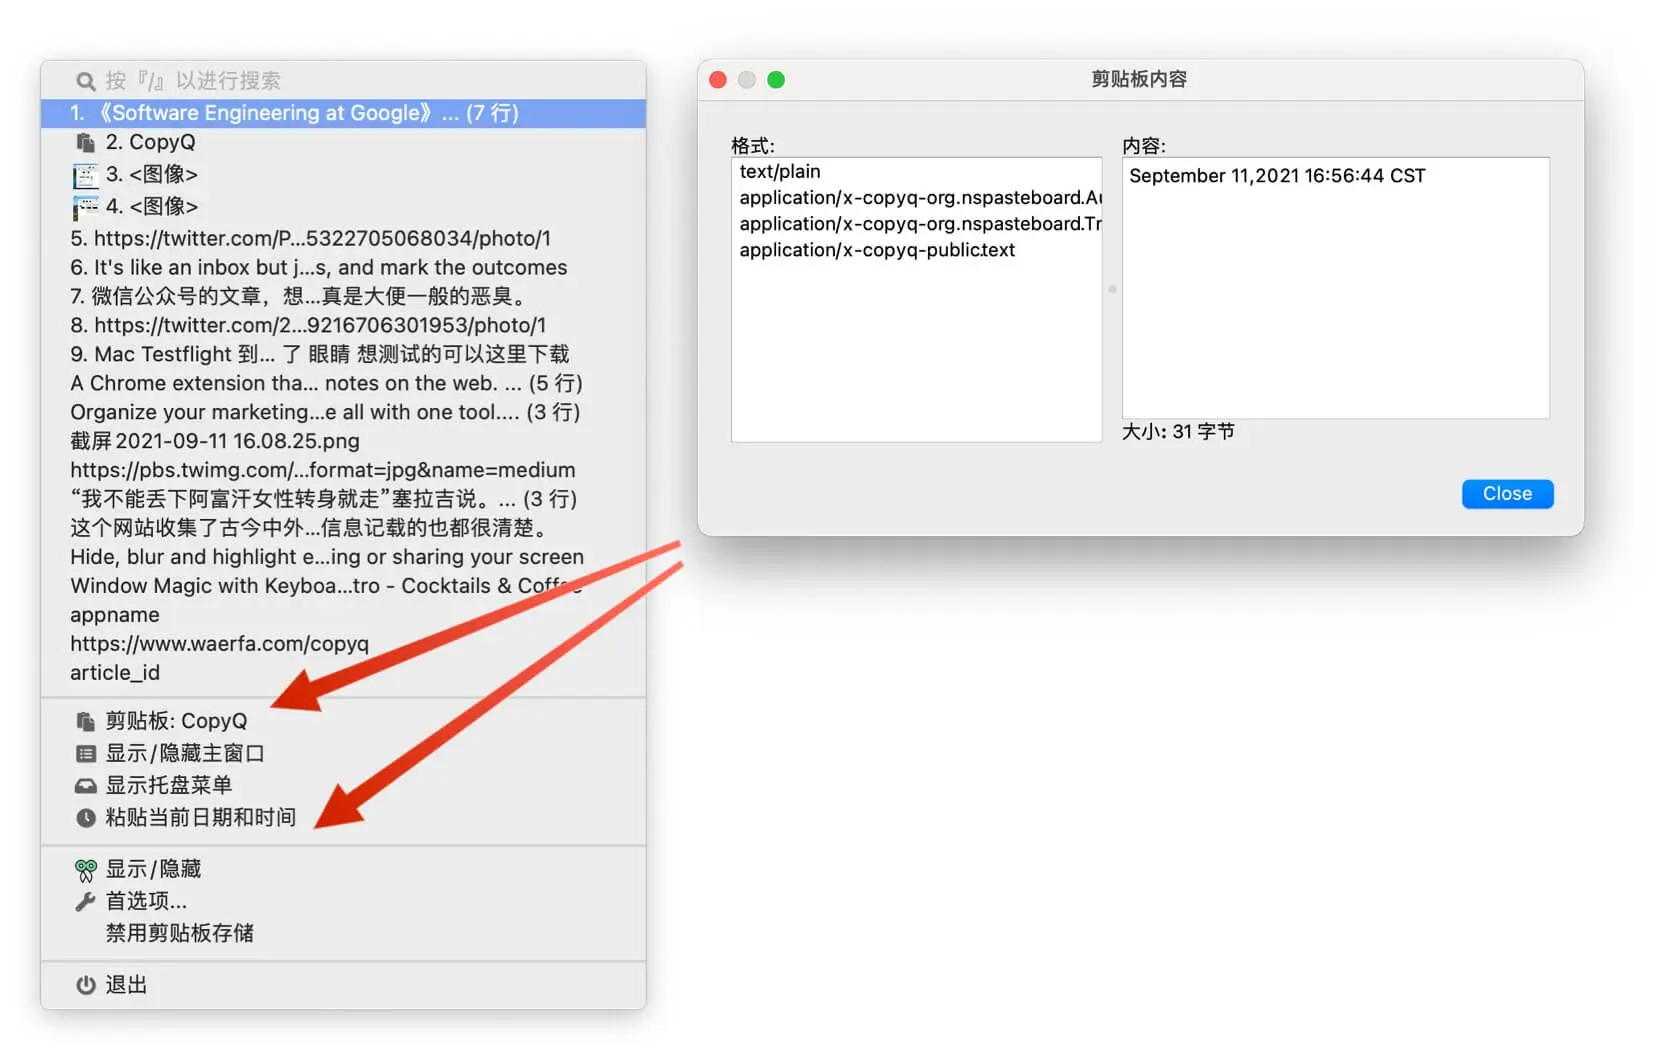 按『/』以进行搜索
1. 《Software Engineering at Google》 ... (7 行)
2. CopyQ
3. <图像>
4. <图像>
5. https://twitter.com/P...5322705068034/photo/1
6. It's like an inbox but j...s, and mark the outcomes
7. 微信公众号的文章，想...真是大便一般的恶臭。
8. https://twitter.com/2...9216706301953/photo/1
9. Mac Testflight 到... 了 眼睛 想测试的可以这里下载
A Chrome extension tha... notes on the web. ... (5 行)
Organize your marketing...e all with one tool.... (3 行)
截屏2021-09-11 16.08.25.png
https://pbs.twimg.com/...format=jpg&name=medium
“我不能丢下阿富汗女性转身就走”塞拉吉说。... (3 行)
这个网站收集了古今中外...信息记载的也都很清楚。
Hide, blur and highlight e...ing or sharing your screen
Window Magic with Keyboa...tro - Cocktails & Coffee
appname
https://www.waerfa.com/copyq
article_id
剪贴板: CopyQ
显示/隐藏主窗口
显示托盘菜单
粘贴当前日期和时间
显示/隐藏
首选项...
禁用剪贴板存储
退出
剪贴板内容
格式:
text/plain
application/x-copyq-org.nspasteboard.Au
application/x-copyq-org.nspasteboard.Tr
application/x-copyq-public.text
内容:
September 11,2021 16:56:44 CST
大小: 31 字节
Close